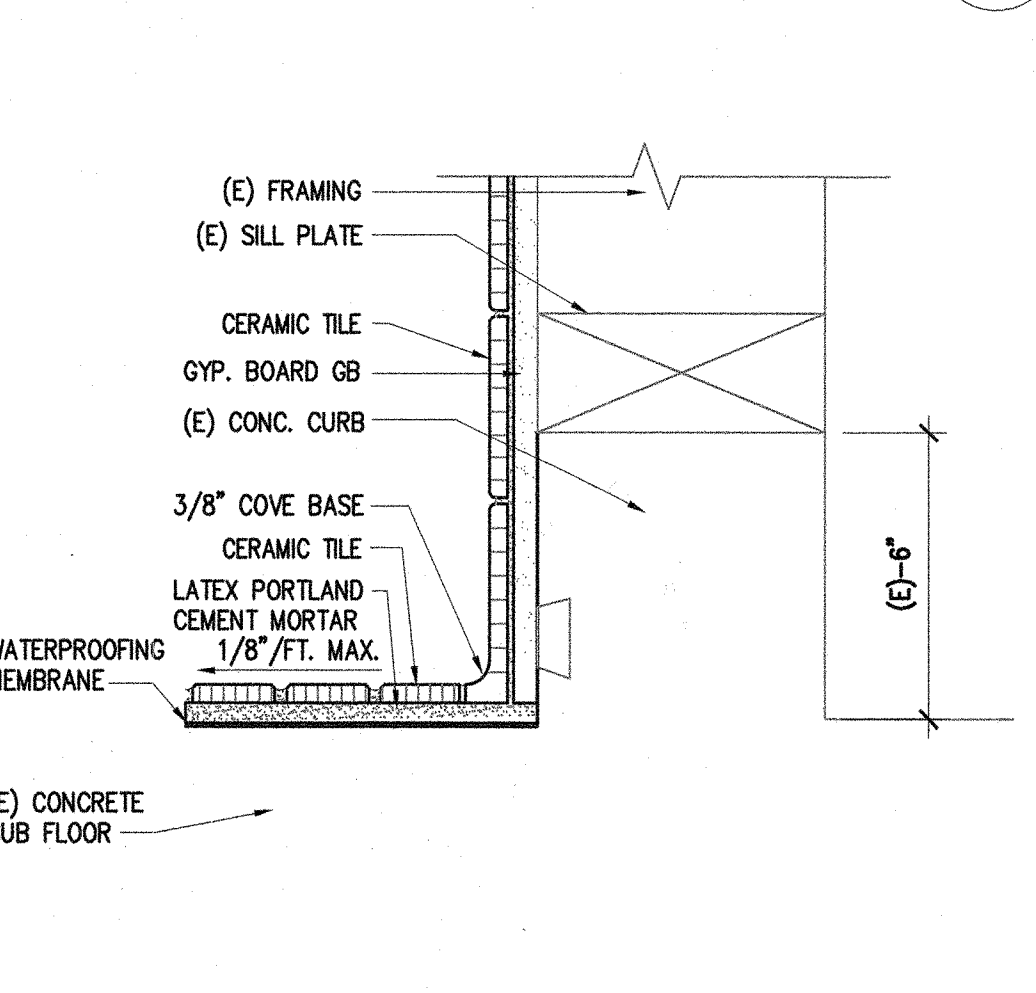 (E) FRAMING
(E) SILL PLATE
CERAMIC TILE
GYP. BOARD GB
(E) CONC. CURB
3/8" COVE BASE
CERAMIC TILE
LATEX PORTLAND
CEMENT MORTAR
1/8"/FT. MAX.
WATERPROOFING
MEMBRANE
(E)-6"
E) CONCRETE
UB FLOOR